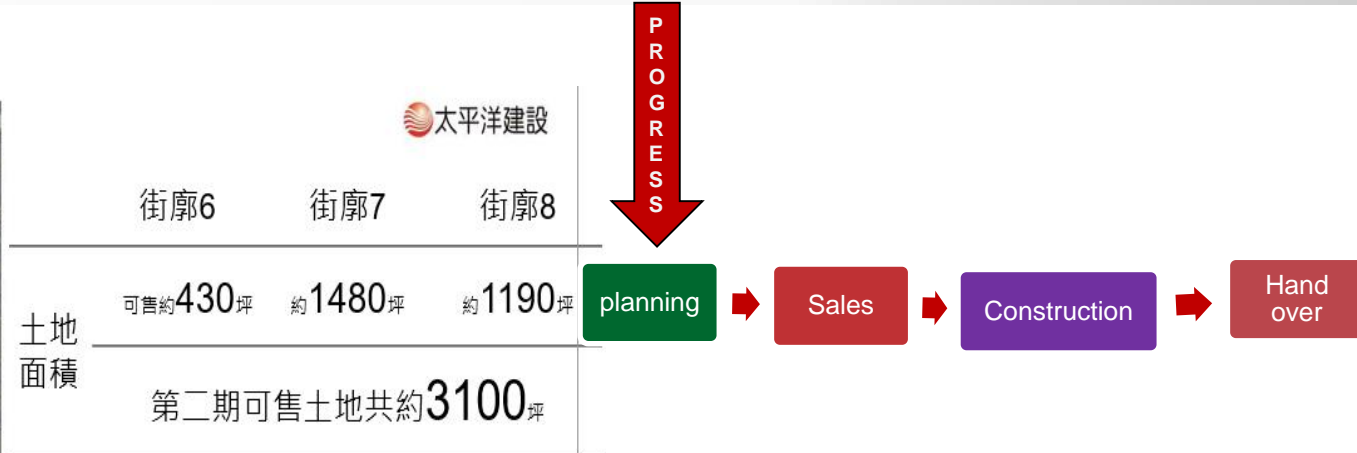 PROGRESS
太平洋建設
街廓6 街廓7 街廓8
土地
面積
可售約430坪 約1480坪 約1190坪
第二期可售土地共約3100坪
planning
Sales
Construction
Hand
over